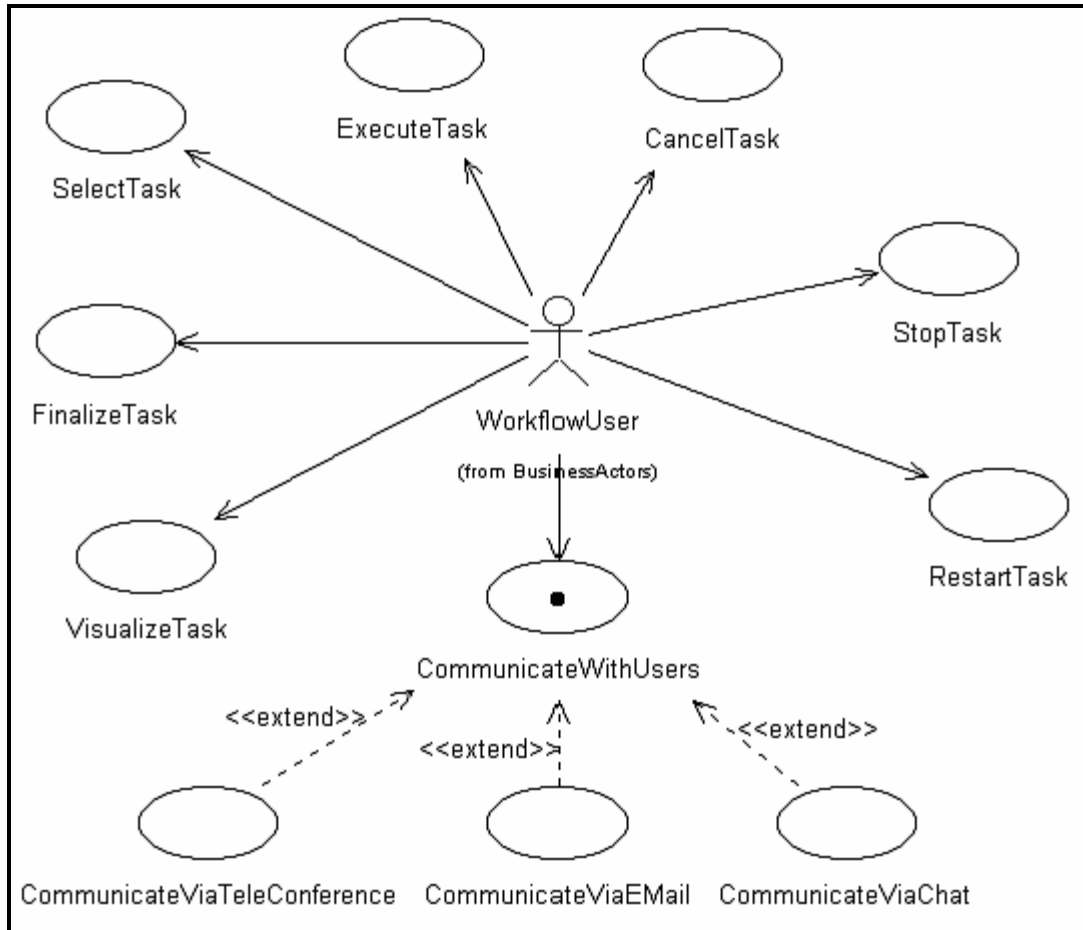 ExecuteTask
CancelTask
SelectTask
StopTask
FinalizeTask
WorkflowUser
(from BusinessActors)
RestartTask
VisualizeTask
CommunicateWithUsers
<<extend>>
<<extend>>
<<extend>>
CommunicateViaTeleConference
CommunicateViaEMail
CommunicateViaChat